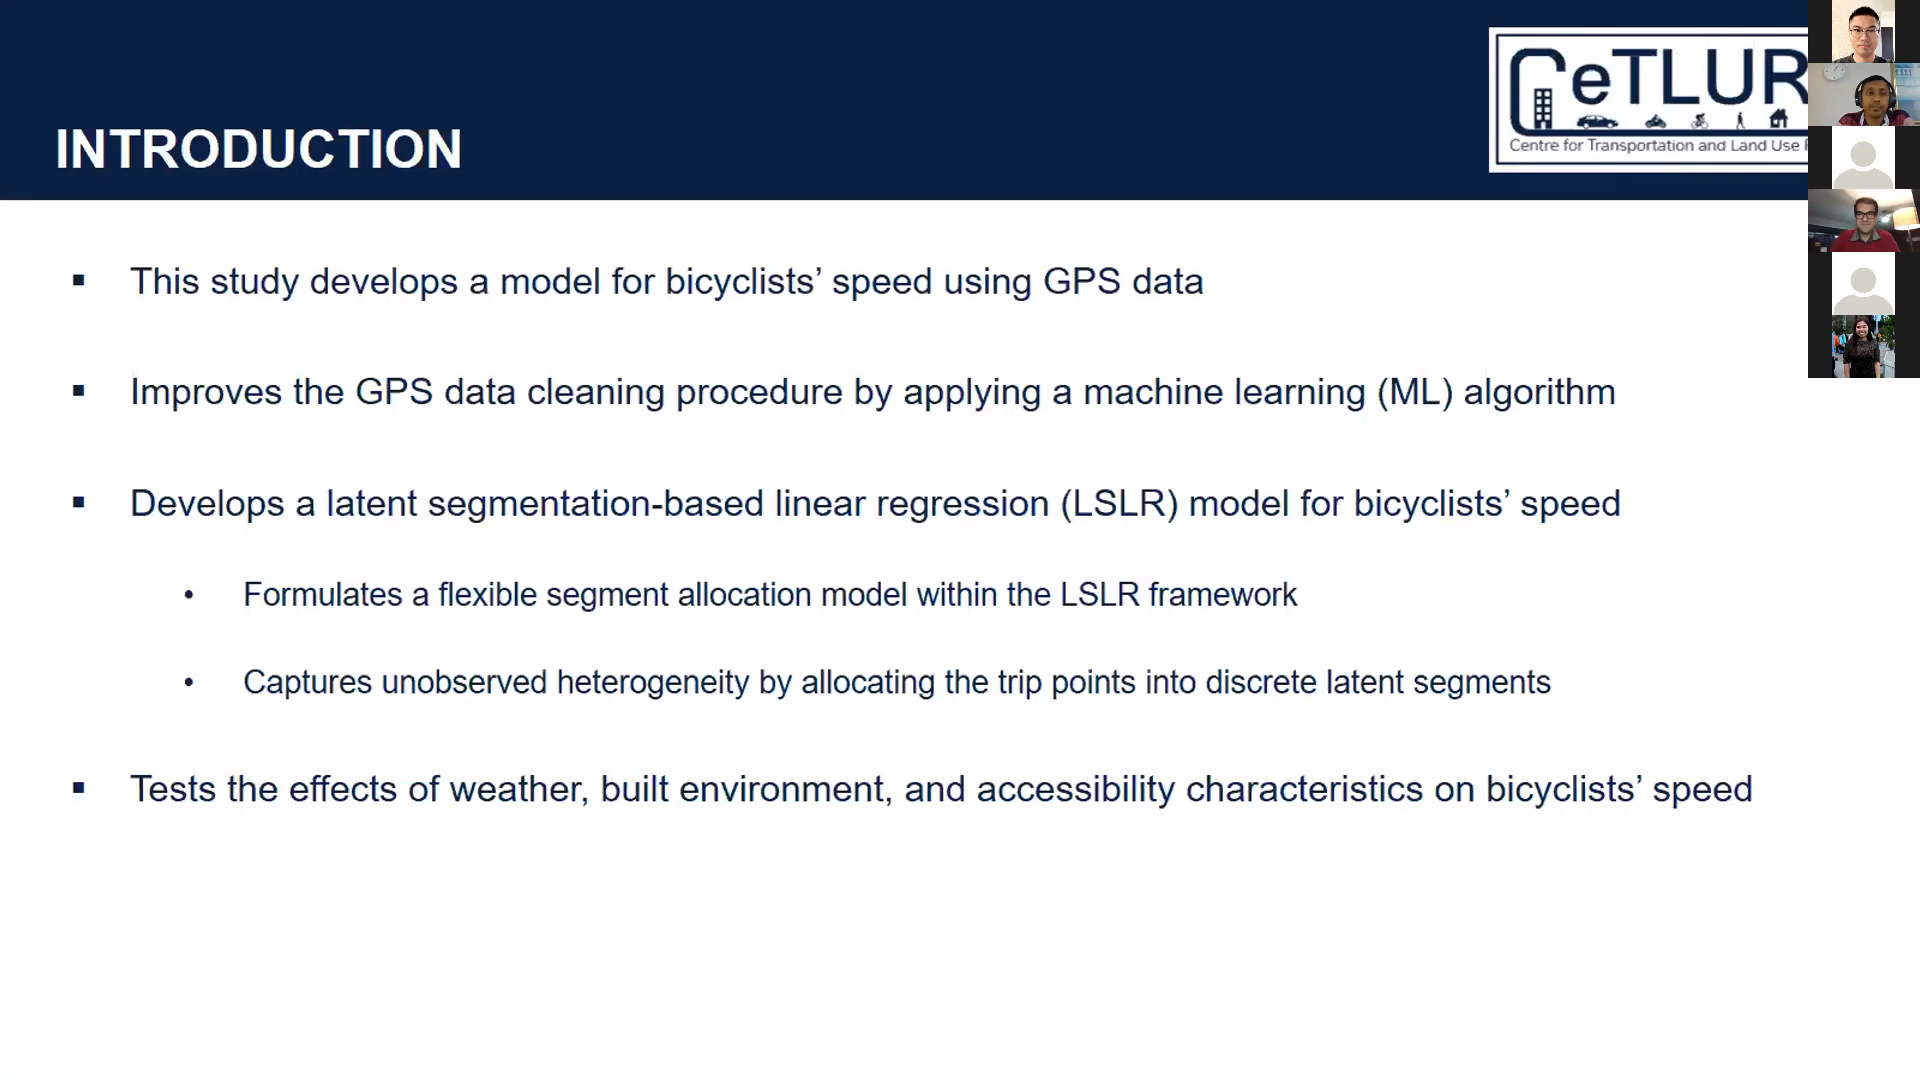 CeTLUR
Centre for Transportation and Land Use
INTRODUCTION
This study develops a model for bicyclists’ speed using GPS data
Improves the GPS data cleaning procedure by applying a machine learning (ML) algorithm
Develops a latent segmentation-based linear regression (LSLR) model for bicyclists’ speed
Formulates a flexible segment allocation model within the LSLR framework
Captures unobserved heterogeneity by allocating the trip points into discrete latent segments
Tests the effects of weather, built environment, and accessibility characteristics on bicyclists’ speed